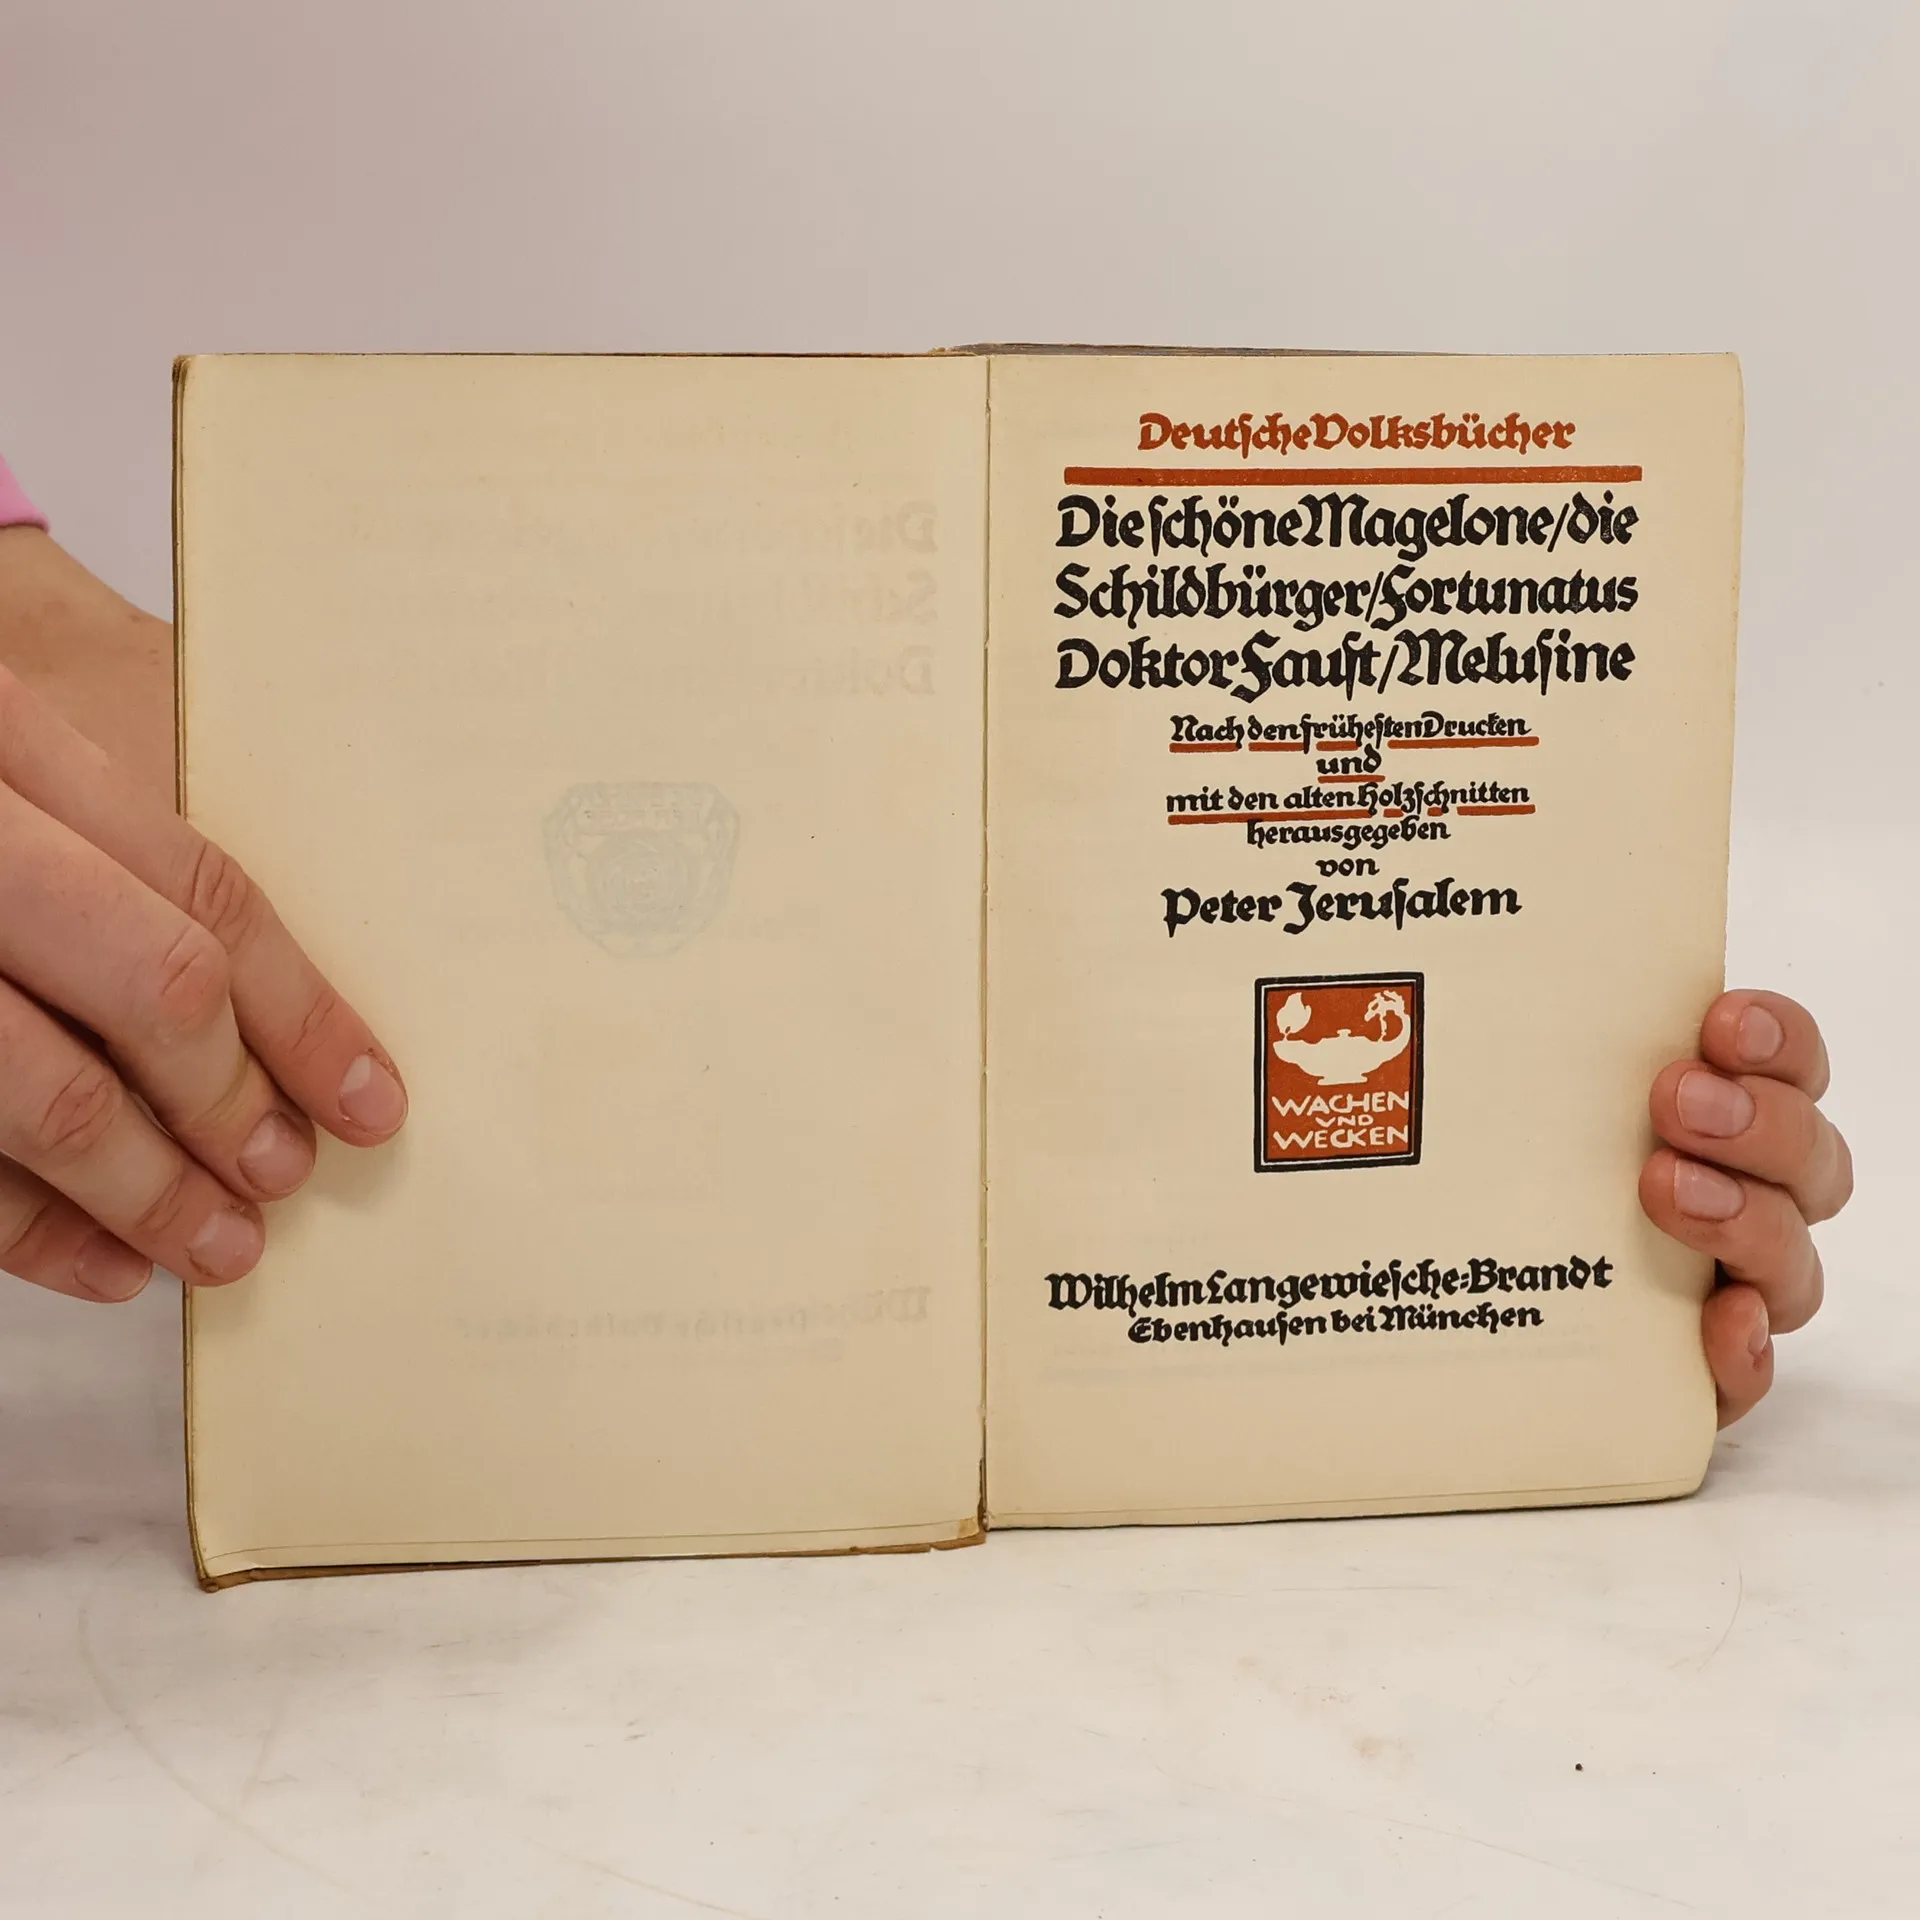 Deutsche Volksbücher
Die schöne Magelone/die
Schildbürger/Fortunatus
Doktor Faust/Melusine
Nach den frühesten Drucken
und
mit den alten Holzschnitten
herausgegeben
von
Peter Jerusalem
WACHEN
VND
WECKEN
Wilhelm Langewiesche-Brandt
Ebenhausen bei München